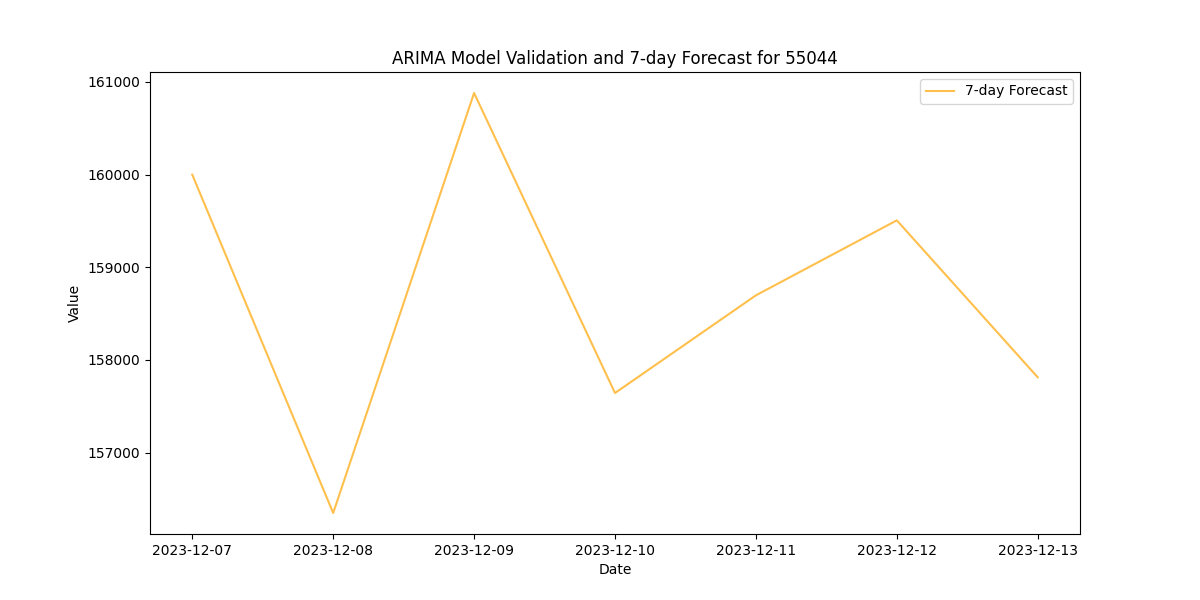 ARIMA Model Validation and 7-day Forecast for 55044
7-day Forecast
161000
160000
159000
158000
157000
Value
2023-12-07 2023-12-08 2023-12-09 2023-12-10 2023-12-11 2023-12-12 2023-12-13
Date